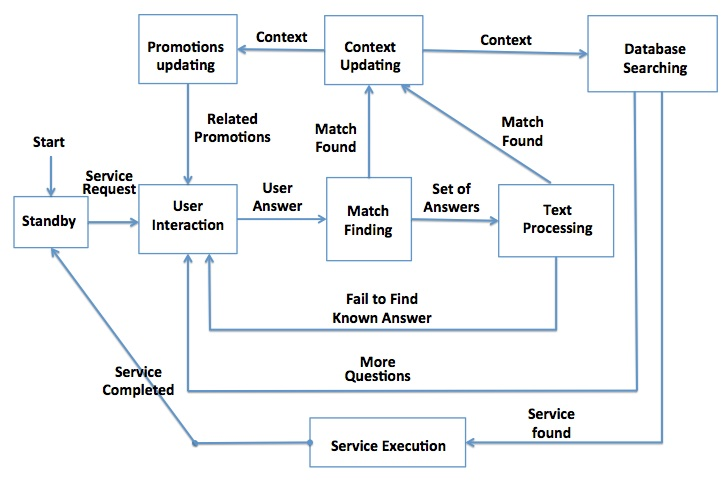 Promotions
updating
Context
Context
Updating
Context
Database
Searching
Related
Promotions
Match
Found
Match
Found
Start
Service
Request
Standby
User
Interaction
User
Answer
Match
Finding
Set of
Answers
Text
Processing
Fail to Find
Known Answer
More
Questions
Service
Completed
Service
found
Service Execution